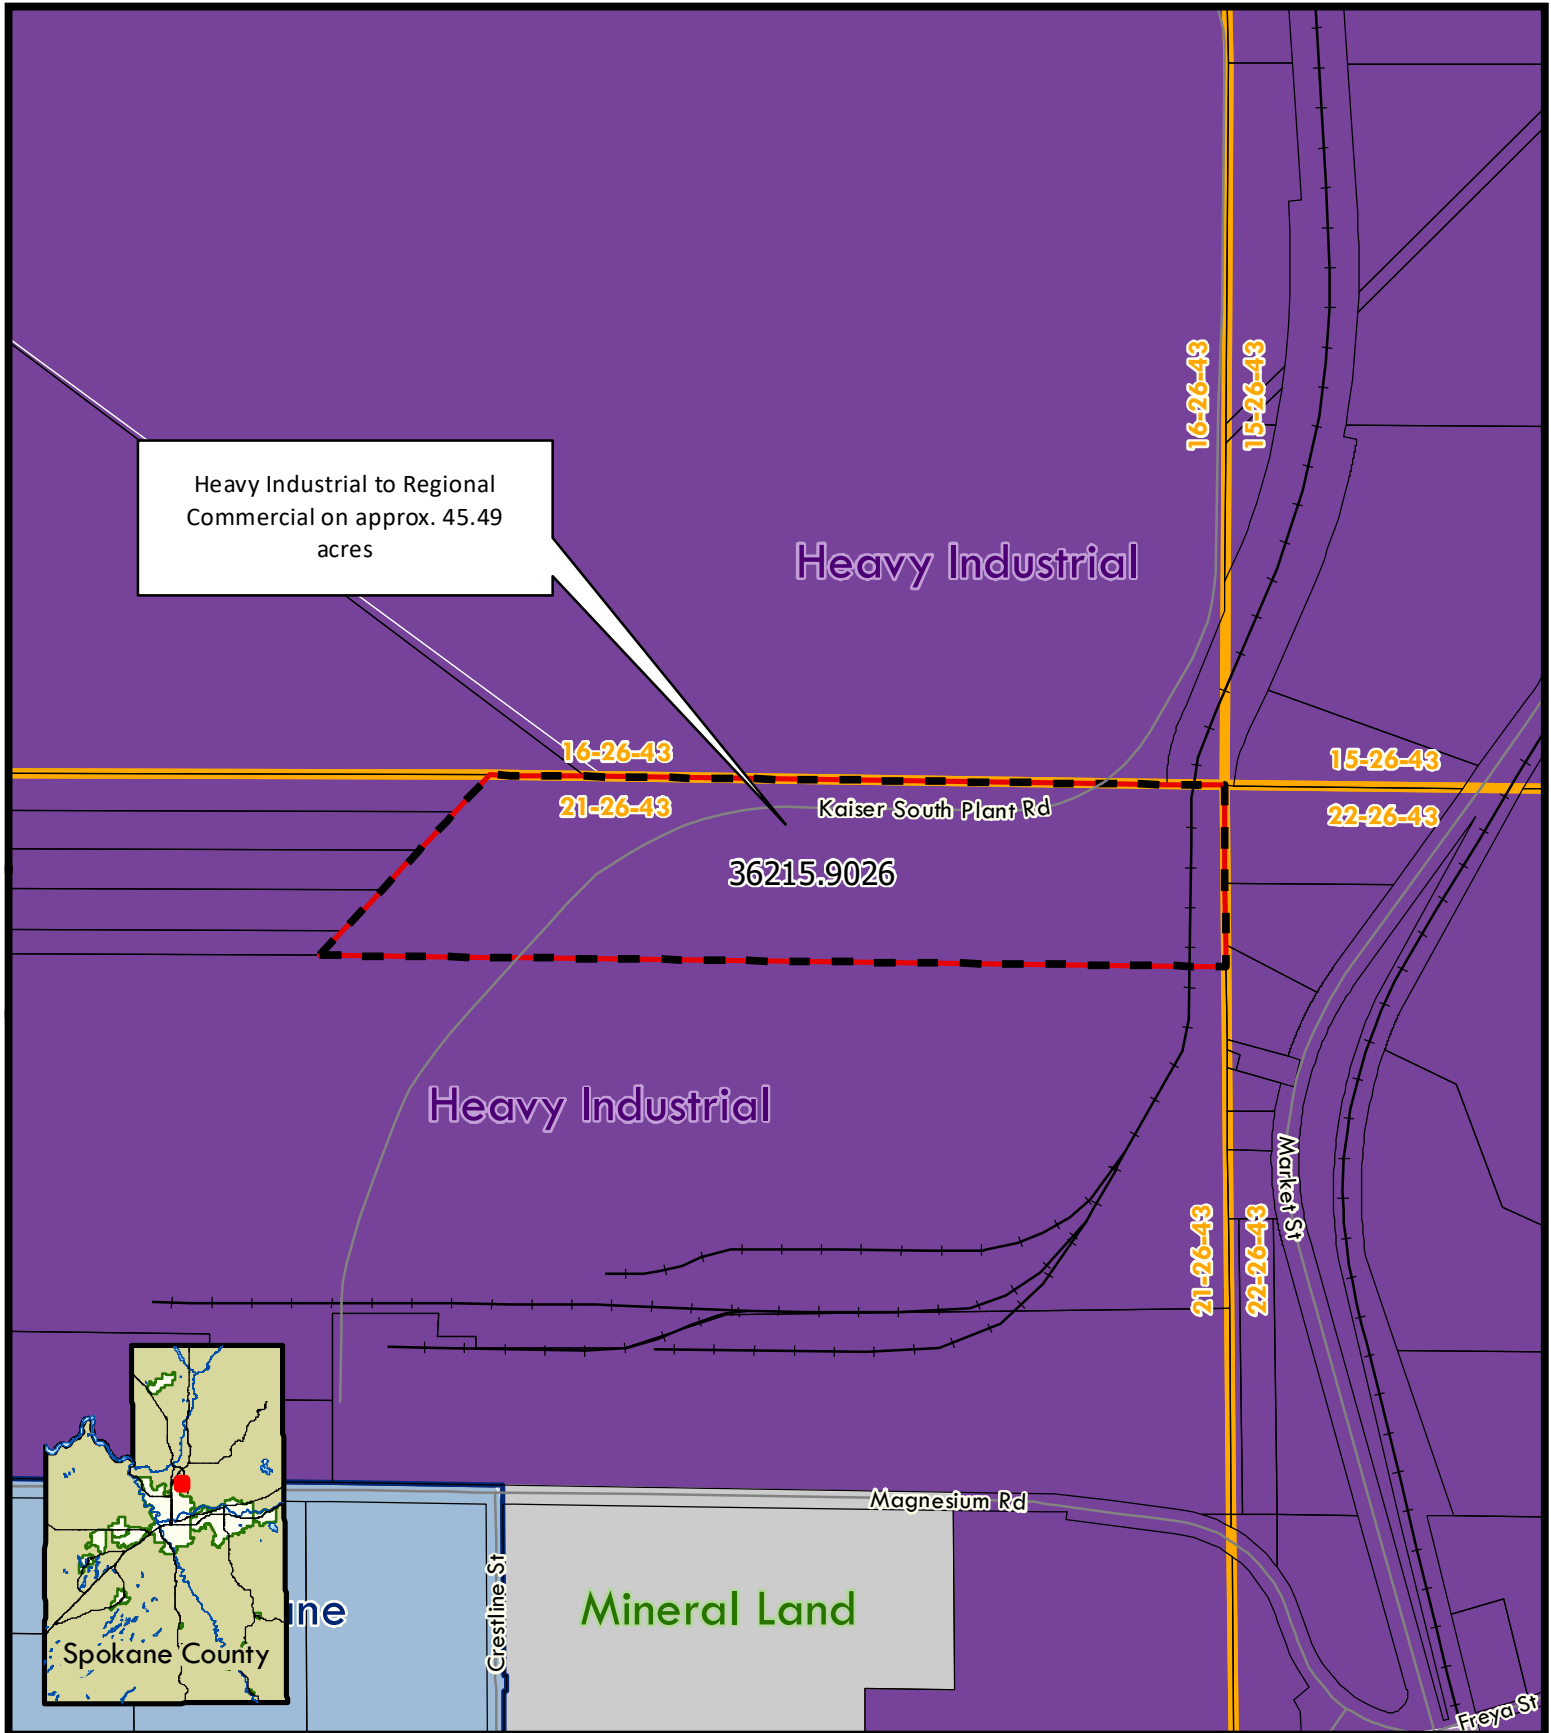 16-26-43
15-26-43
Heavy Industrial to Regional
Commercial on approx. 45.49
acres
Heavy Industrial
16-26-43
15-26-43
21-26-43
Kaiser South Plant Rd
22-26-43
36215.9026
Heavy Industrial
Market St
21-26-43
22-26-43
Magnesium Rd
Crestline St
ne
Mineral Land
Spokane County
Freya St